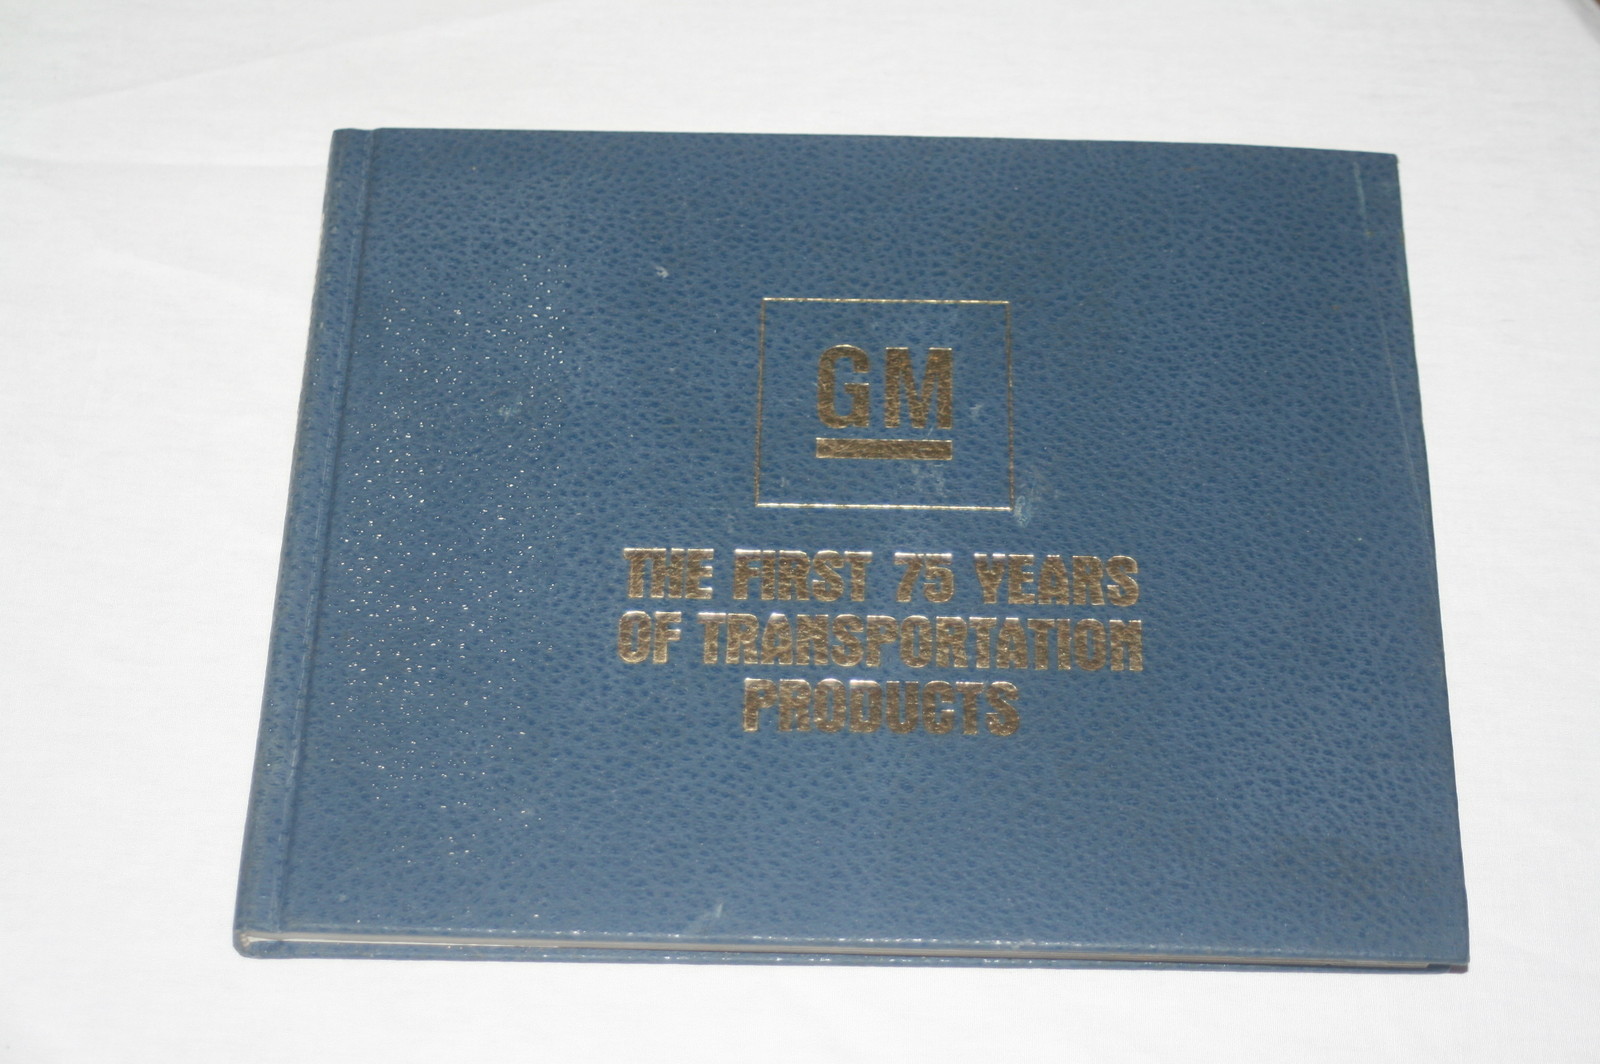 GM
THE FIRST 75 YEARS
OF TRANSPORTATION
PRODUCTS